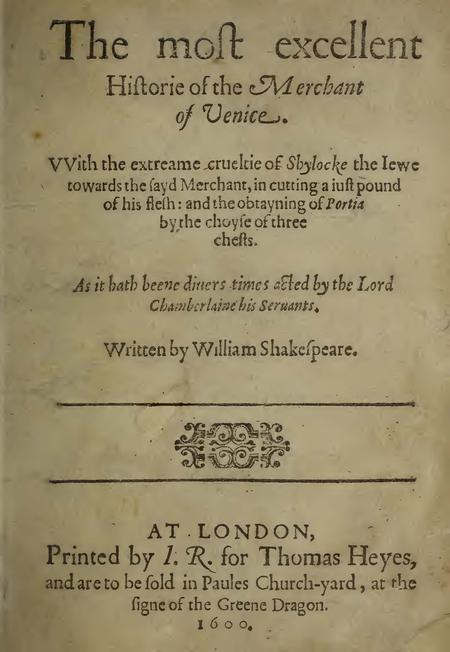 The moſt excellent
Hiſtorie of the Merchant
of Venice.
VVith the extreame crueltie of Shylocke the Iewe
towards the ſayd Merchant, in cutting a iuſt pound
of his fleſh: and the obtayning of Portia
by the choyſe of three
cheſts.
As it hath beene diuers times acted by the Lord
Chamberlaine his Seruants.
Written by William Shakeſpeare.
AT LONDON,
Printed by I. R. for Thomas Heyes,
and are to be ſold in Paules Church-yard, at the
ſigne of the Greene Dragon.
1600.